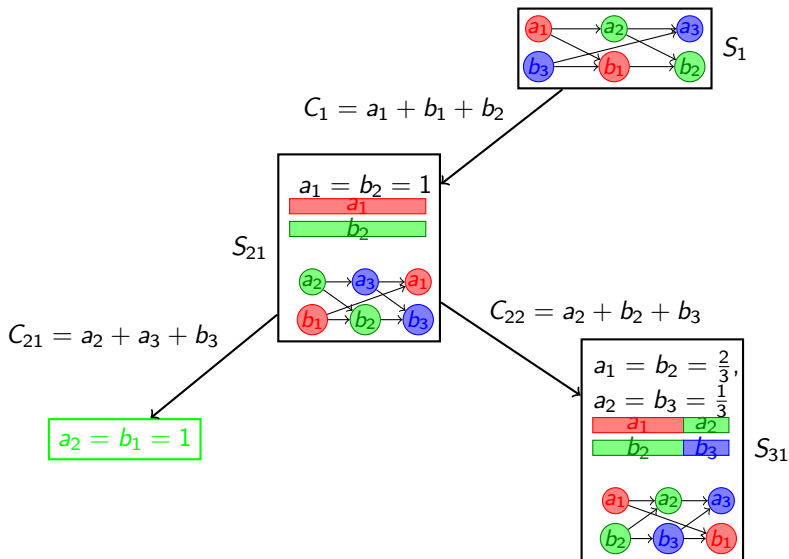 a₁ a₂ a₃
b₃ b₁ b₂
S₁
C₁ = a₁ + b₁ + b₂
a₁ = b₂ = 1
a₁
b₂
S₂₁
a₂ a₃ a₁
b₁ b₂ b₃
C₂₁ = a₂ + a₃ + b₃
C₂₂ = a₂ + b₂ + b₃
a₂ = b₁ = 1
a₁ = b₂ = 2/3,
a₂ = b₃ = 1/3
a₁ a₂
b₂ b₃
S₃₁
a₁ a₂ a₃
b₂ b₃ b₁